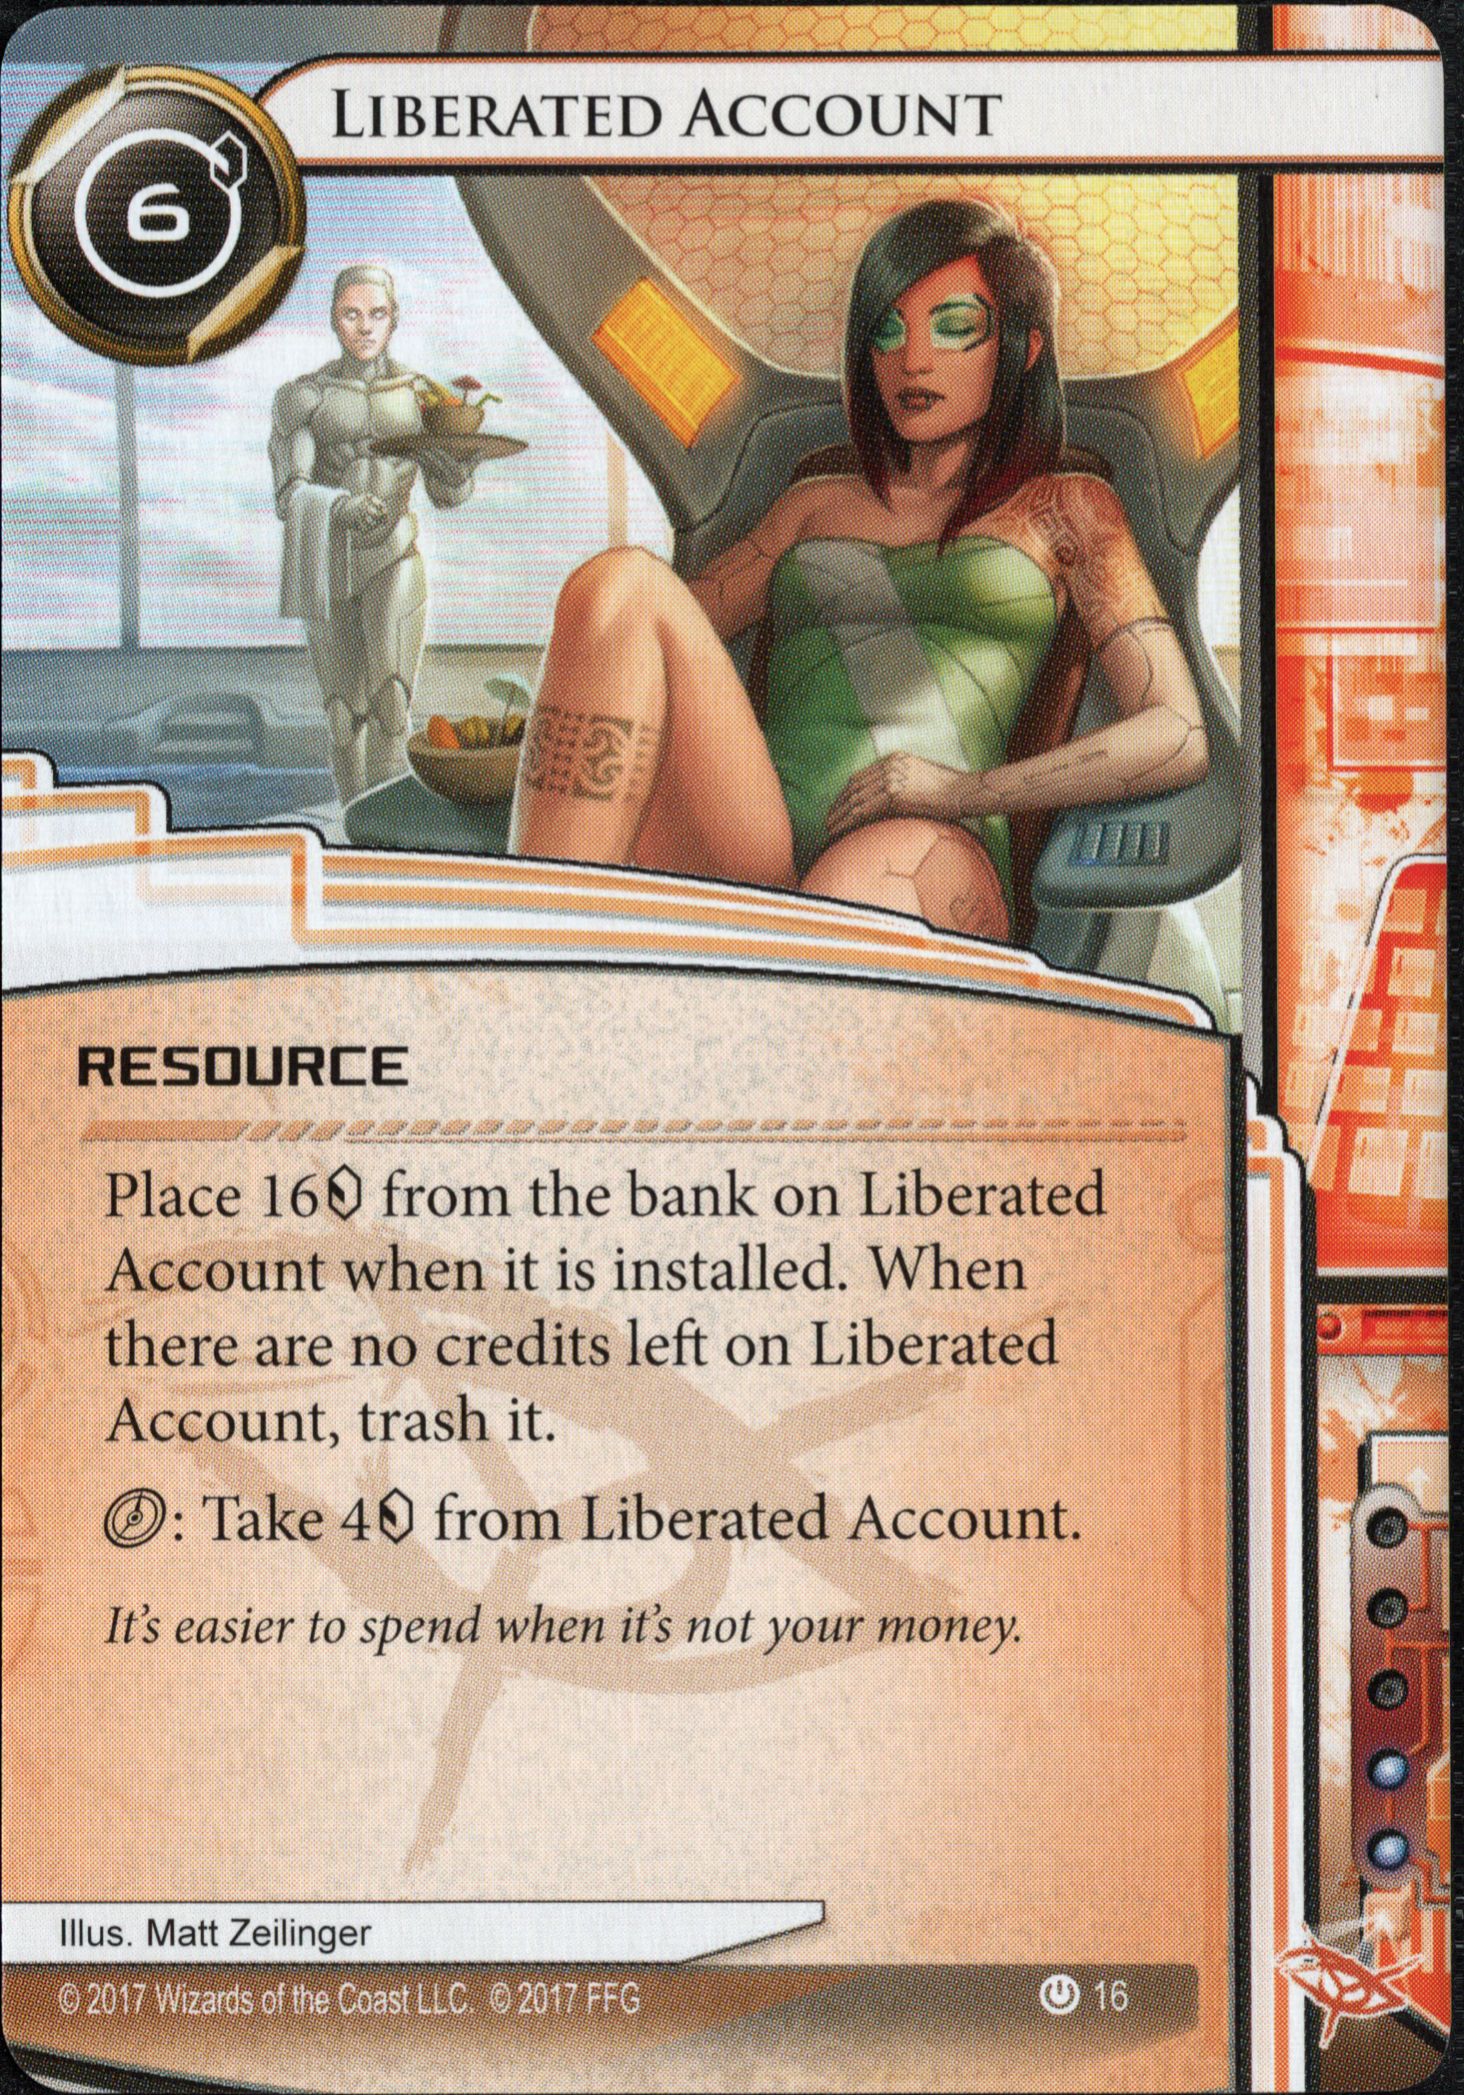 LIBERATED ACCOUNT
6
RESOURCE
Place 16 from the bank on Liberated
Account when it is installed. When
there are no credits left on Liberated
Account, trash it.
: Take 4 from Liberated Account.
It's easier to spend when it's not your money.
Illus. Matt Zeilinger
© 2017 Wizards of the Coast LLC. © 2017 FFG
16